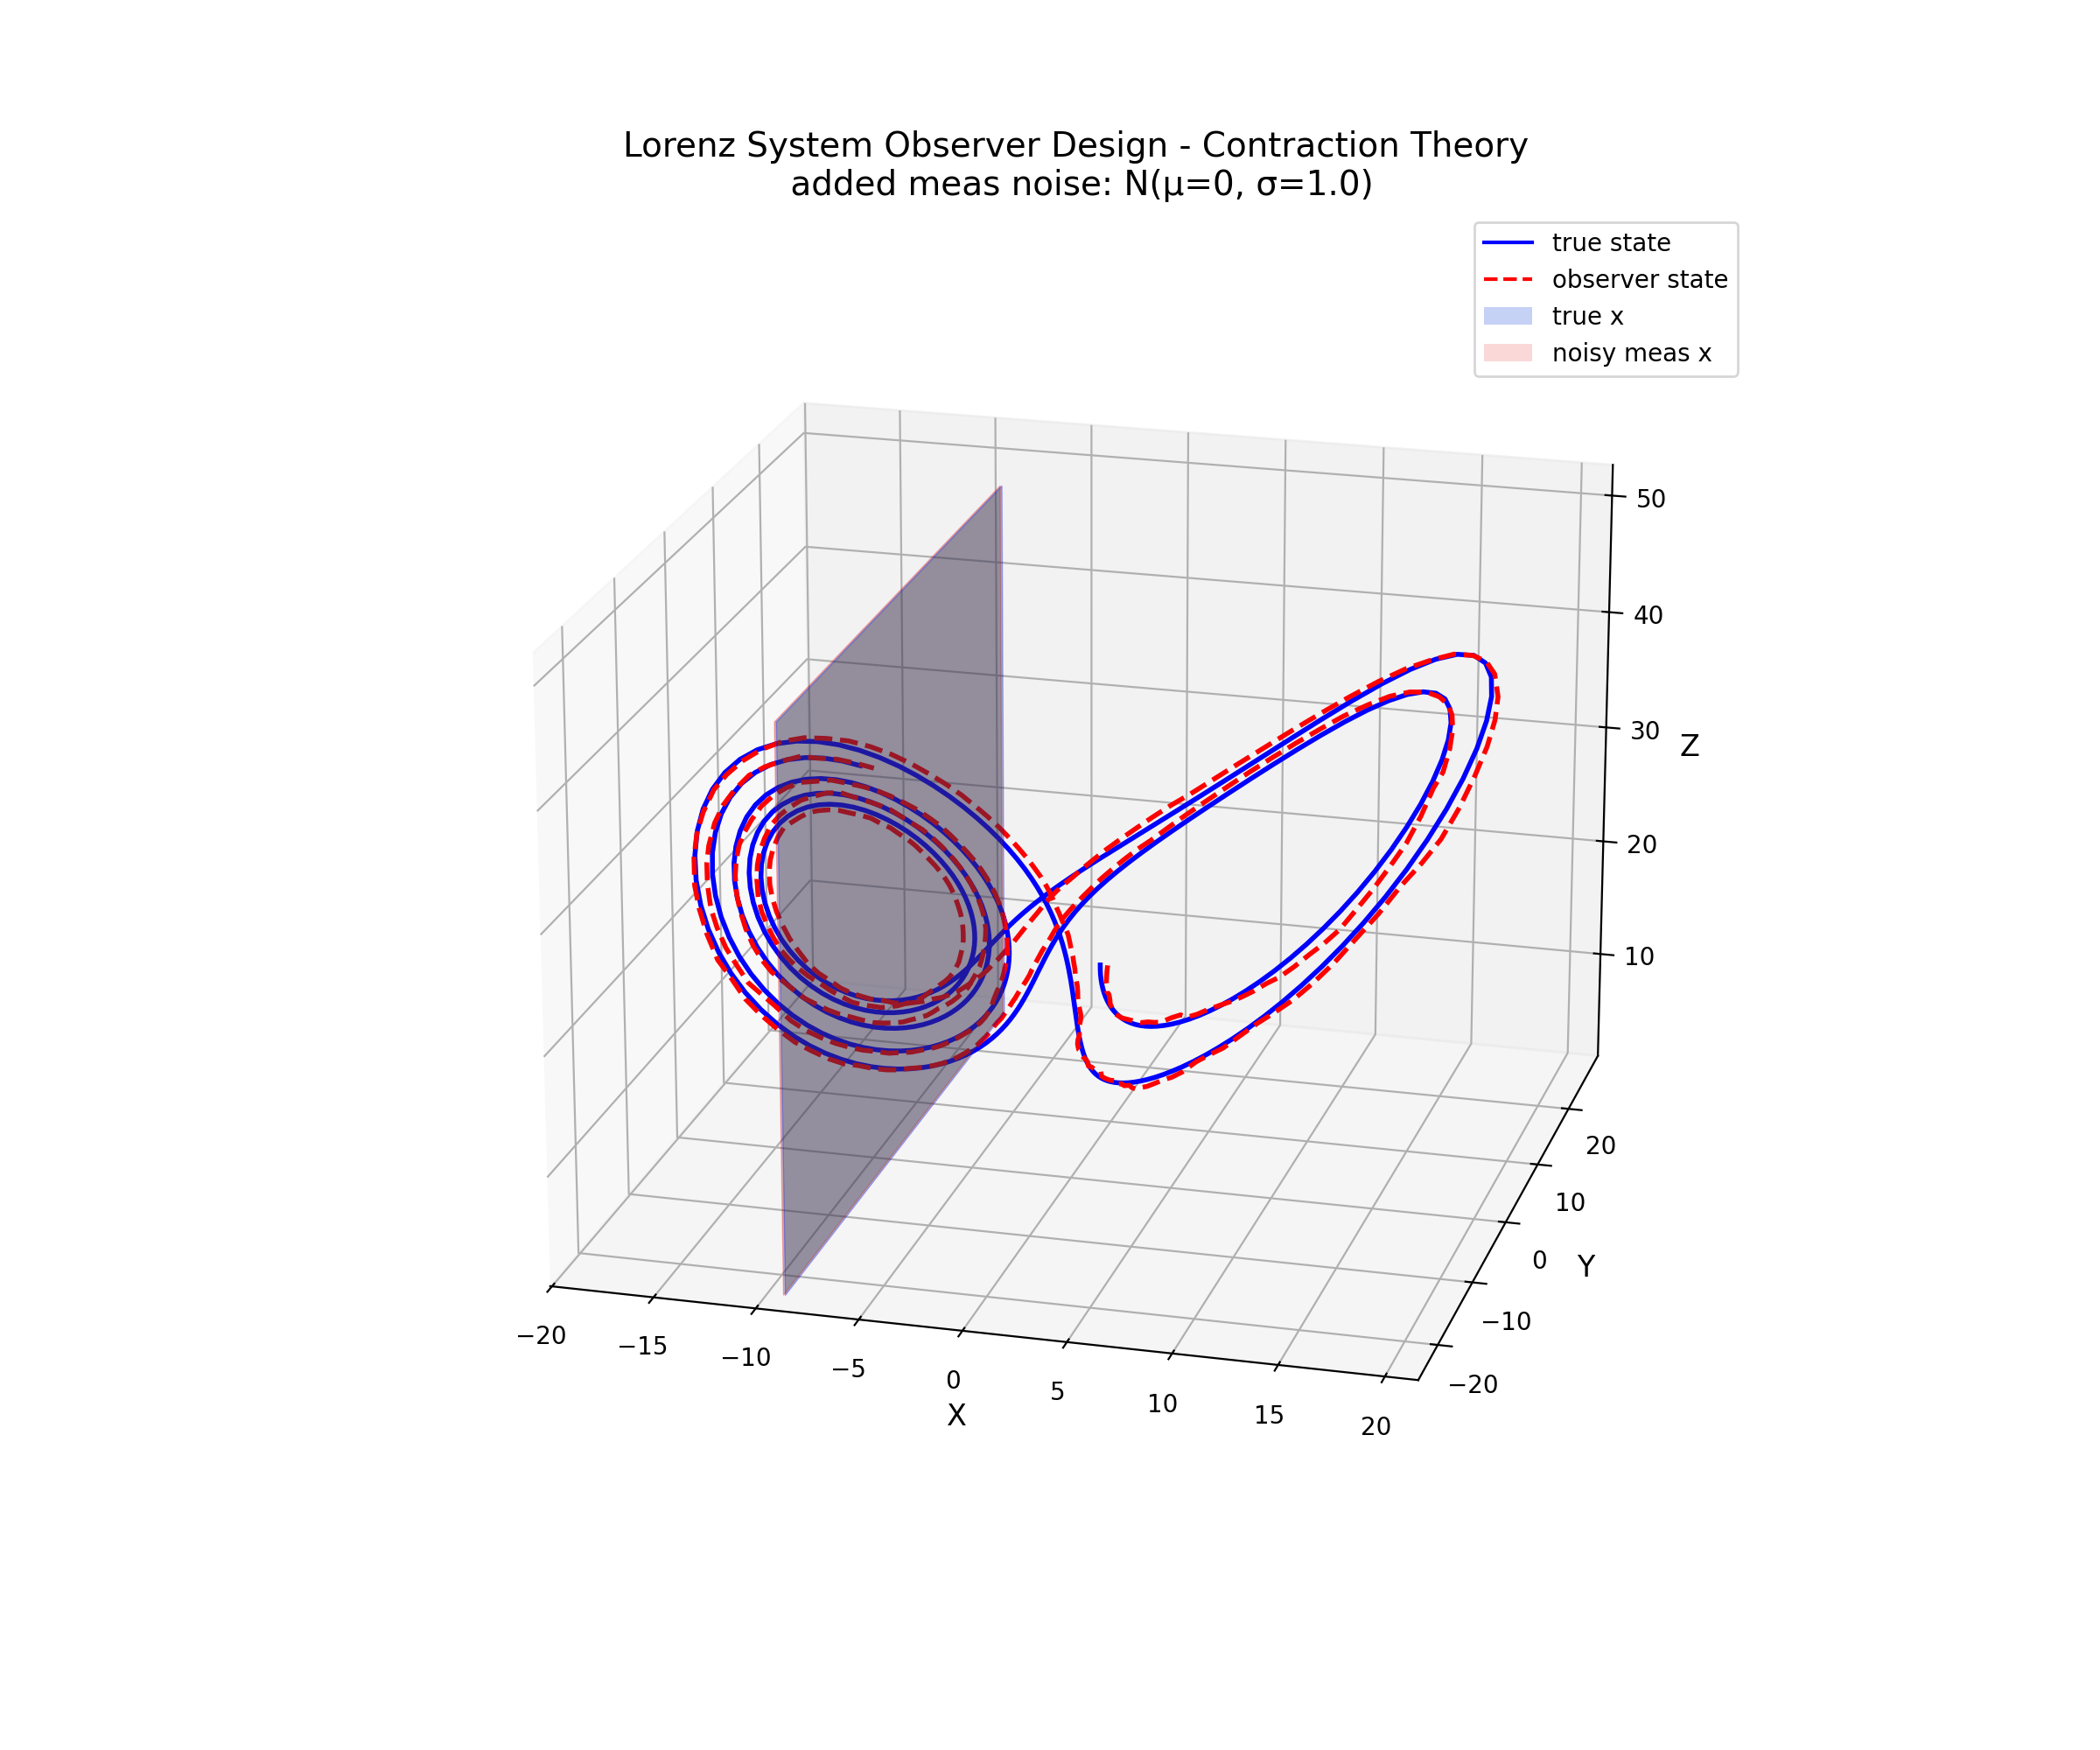 Lorenz System Observer Design - Contraction Theory
added meas noise: N(μ=0, σ=1.0)
true state
observer state
true x
noisy meas x
50
40
30
Z
20
10
20
10
0
Y
−10
−20
−20
−15
−10
−5
0
5
10
15
20
X